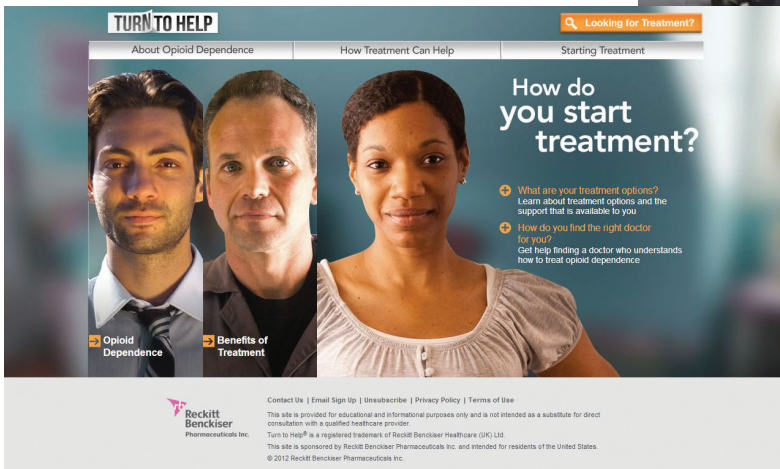 TURN TO HELP
Looking for Treatment?
About Opioid Dependence
How Treatment Can Help
Starting Treatment
How do
you start
treatment?
What are your treatment options?
Learn about treatment options and the
support that is available to you
How do you find the right doctor
for you?
Get help finding a doctor who understands
how to treat opioid dependence
Opioid
Dependence
Benefits of
Treatment
rb
Reckitt
Benckiser
Pharmaceuticals Inc.
Contact Us | Email Sign Up | Unsubscribe | Privacy Policy | Terms of Use
This site is provided for educational and informational purposes only and is not intended as a substitute for direct
consultation with a qualified healthcare provider.
Turn to Help® is a registered trademark of Reckitt Benckiser Healthcare (UK) Ltd.
This site is sponsored by Reckitt Benckiser Pharmaceuticals Inc. and intended for residents of the United States.
© 2012 Reckitt Benckiser Pharmaceuticals Inc.